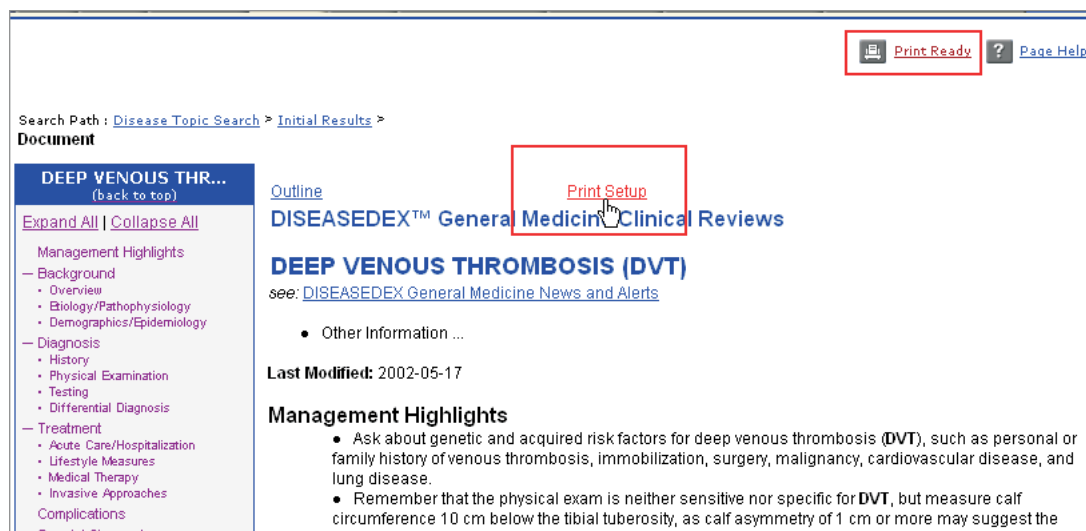 Print Ready ? Page Help
Search Path : Disease Topic Search > Initial Results >
Document
DEEP VENOUS THR...
(back to top)
Expand All | Collapse All
Management Highlights
– Background
• Overview
• Etiology/Pathophysiology
• Demographics/Epidemiology
– Diagnosis
• History
• Physical Examination
• Testing
• Differential Diagnosis
– Treatment
• Acute Care/Hospitalization
• Lifestyle Measures
• Medical Therapy
• Invasive Approaches
Complications
Outline Print Setup
DISEASEDEX™ General Medicine Clinical Reviews
DEEP VENOUS THROMBOSIS (DVT)
see: DISEASEDEX General Medicine News and Alerts
• Other Information ...
Last Modified: 2002-05-17
Management Highlights
• Ask about genetic and acquired risk factors for deep venous thrombosis (DVT), such as personal or
family history of venous thrombosis, immobilization, surgery, malignancy, cardiovascular disease, and
lung disease.
• Remember that the physical exam is neither sensitive nor specific for DVT, but measure calf
circumference 10 cm below the tibial tuberosity, as calf asymmetry of 1 cm or more may suggest the